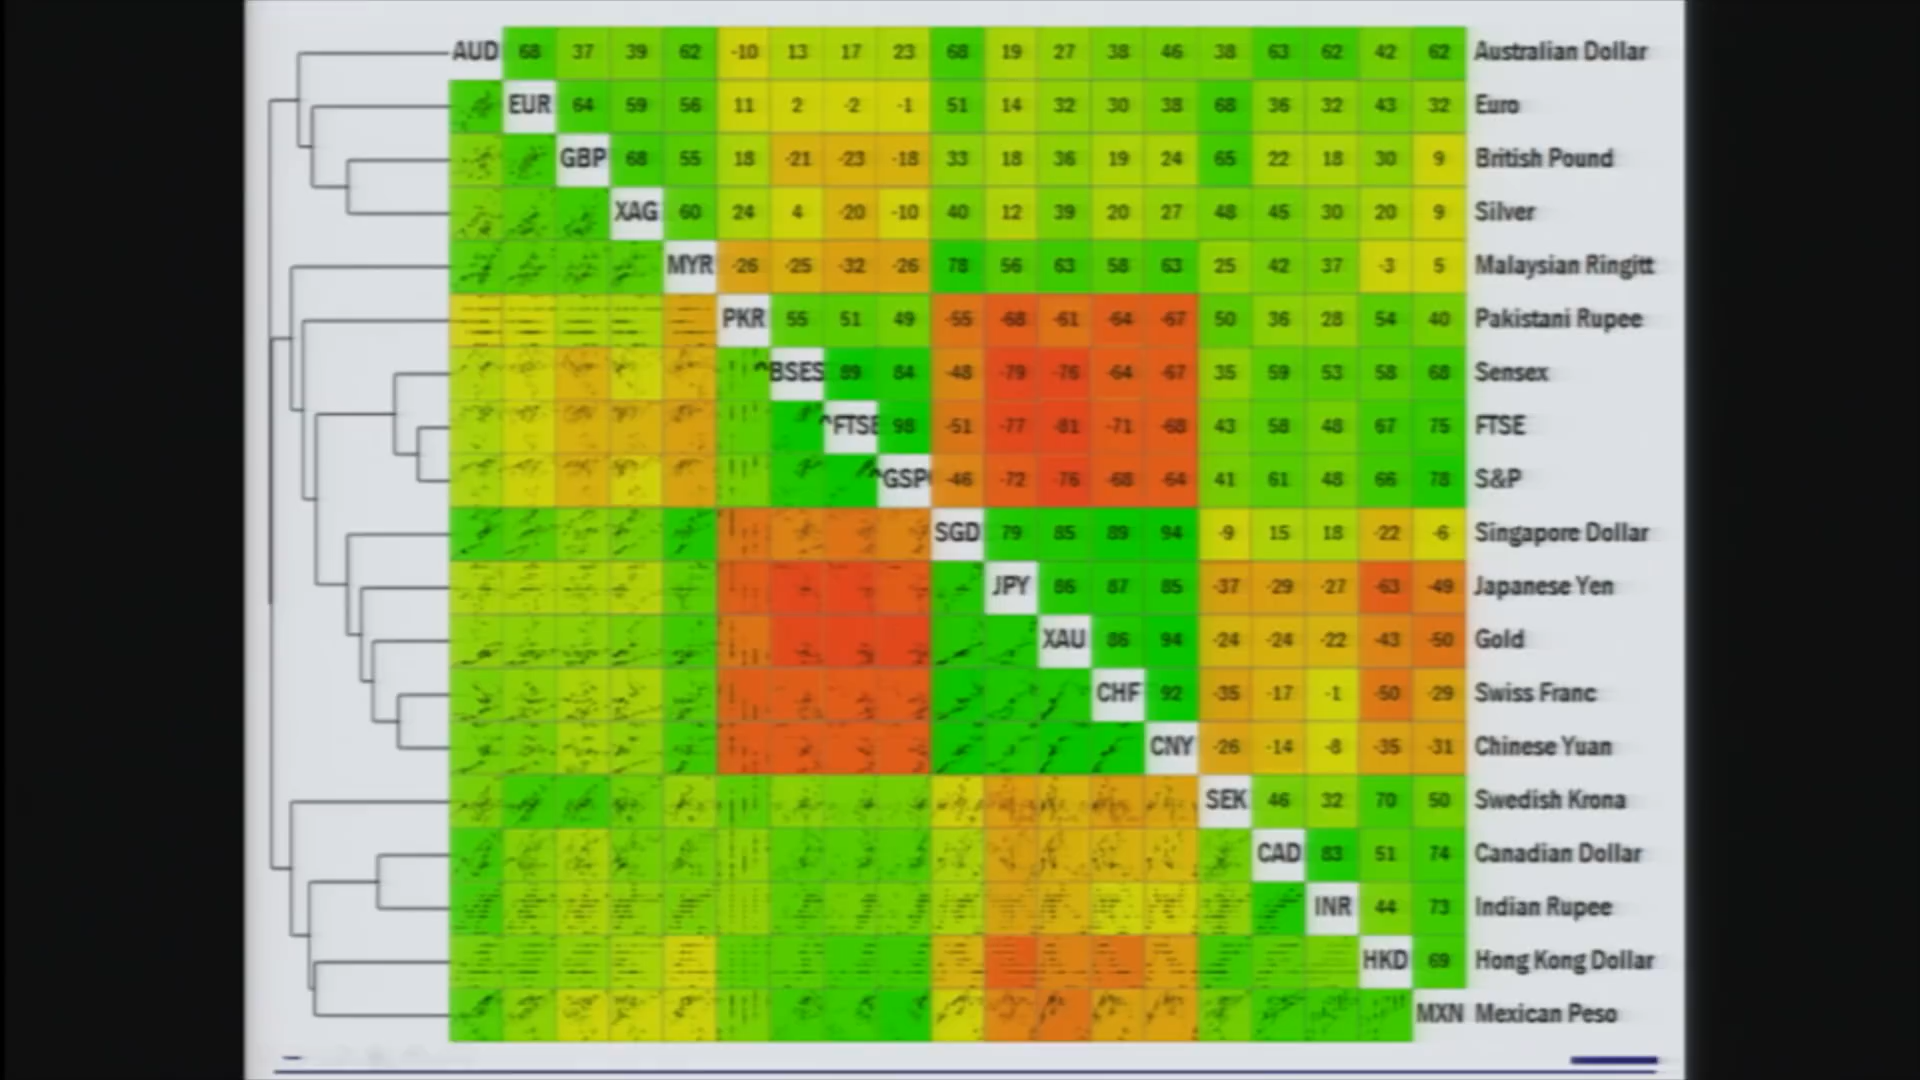 AUD 68 37 39 62 -10 13 17 23 68 19 27 38 46 38 63 62 42 62 Australian Dollar
EUR 64 59 56 11 2 -2 -1 51 14 32 30 38 68 36 32 43 32 Euro
GBP 68 55 18 -21 -23 -18 33 18 36 19 24 65 22 18 30 9 British Pound
XAG 60 24 4 -20 -10 40 12 39 20 27 48 45 30 20 9 Silver
MYR -26 -25 -32 -26 78 56 63 58 63 25 42 37 -3 5 Malaysian Ringitt
PKR 55 51 49 -55 -68 -61 -64 -67 50 36 28 54 40 Pakistani Rupee
^BSES 89 84 -48 -79 -76 -64 -67 35 59 53 58 68 Sensex
^FTSE 98 -51 -77 -81 -71 -68 43 58 48 67 75 FTSE
^GSP -46 -72 -76 -68 -64 41 61 48 66 78 S&P
SGD 79 85 89 94 -9 15 18 -22 -6 Singapore Dollar
JPY 86 87 85 -37 -29 -27 -63 -49 Japanese Yen
XAU 86 94 -24 -24 -22 -43 -50 Gold
CHF 92 -35 -17 -1 -50 -29 Swiss Franc
CNY -26 -14 -8 -35 -31 Chinese Yuan
SEK 46 32 70 50 Swedish Krona
CAD 83 51 74 Canadian Dollar
INR 44 73 Indian Rupee
HKD 69 Hong Kong Dollar
MXN Mexican Peso